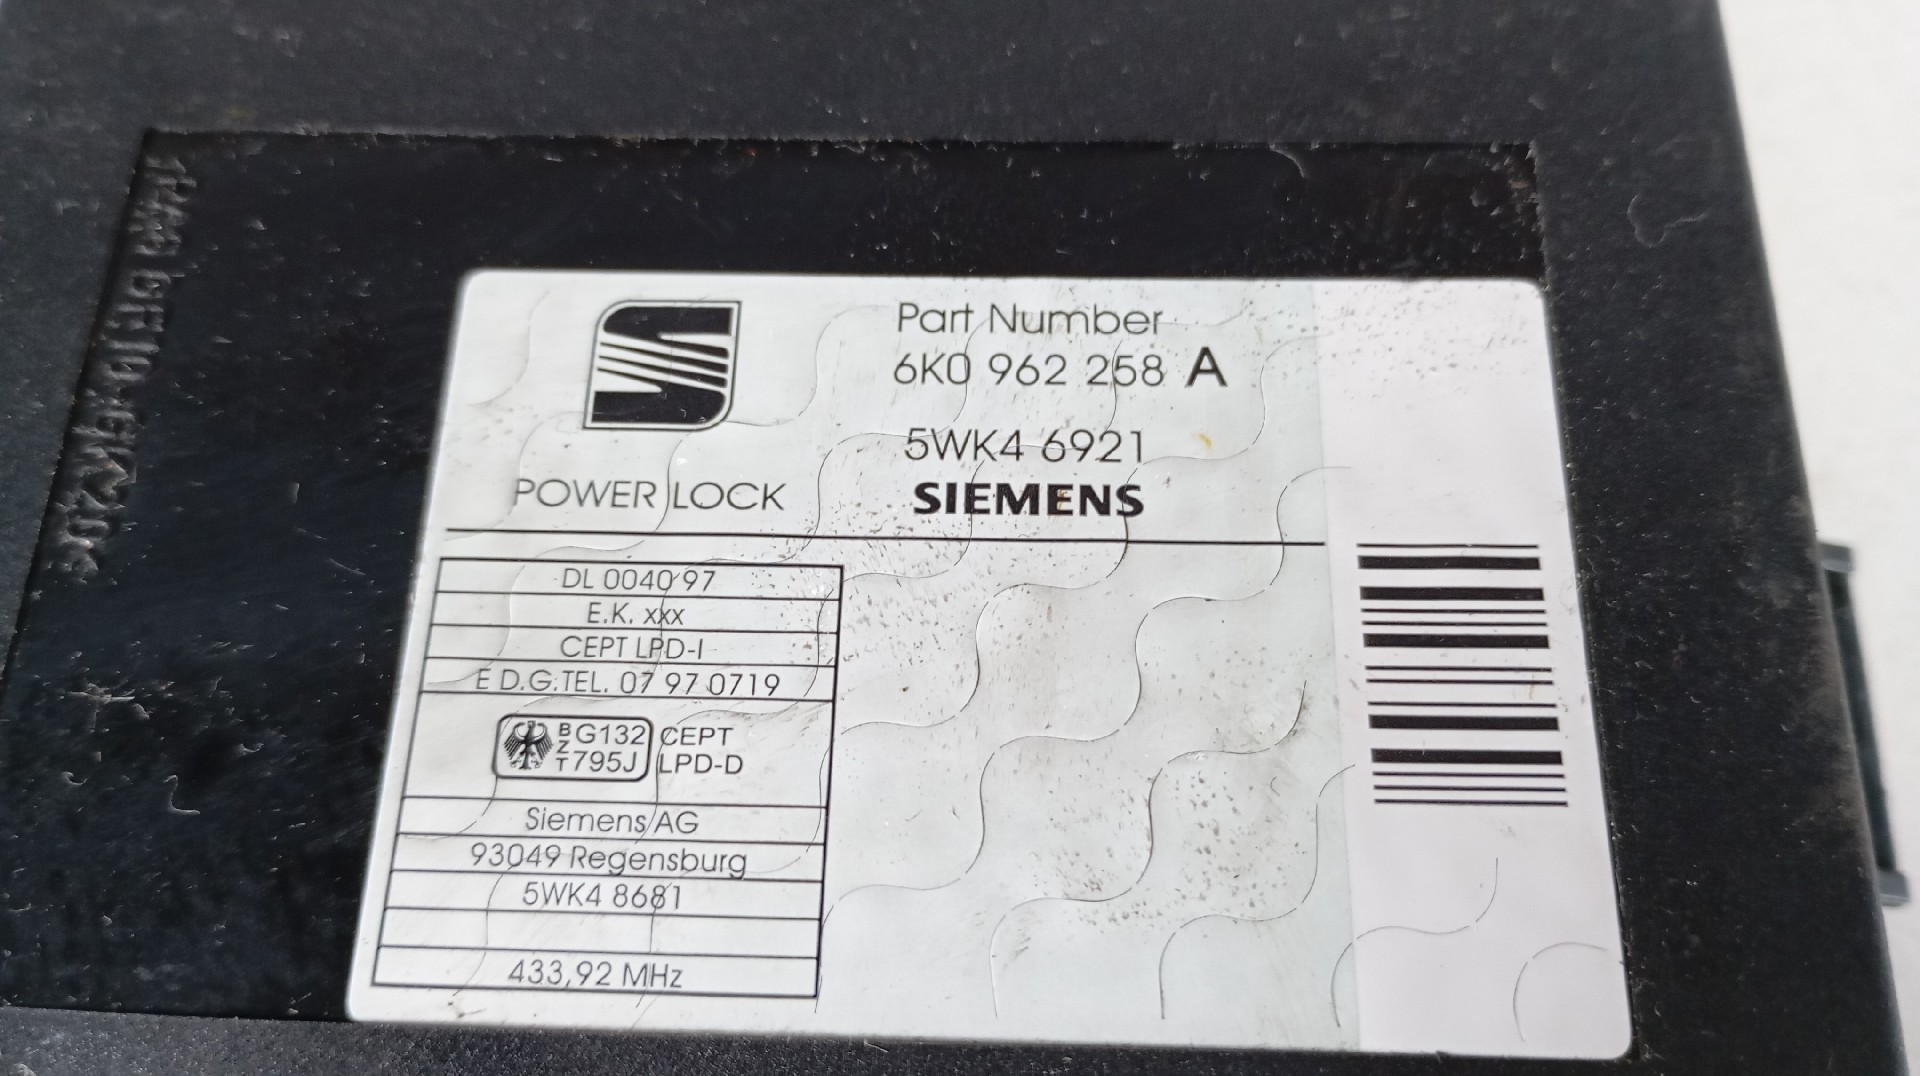 Part Number
6K0 962 258 A
5WK4 6921
POWER LOCK
SIEMENS
DL 0040 97
E.K. xxx
CEPT LPD-I
E D.G.TEL. 07 97 0719
BZT G132 795J CEPT LPD-D
Siemens AG
93049 Regensburg
5WK4 8681
433,92 MHz